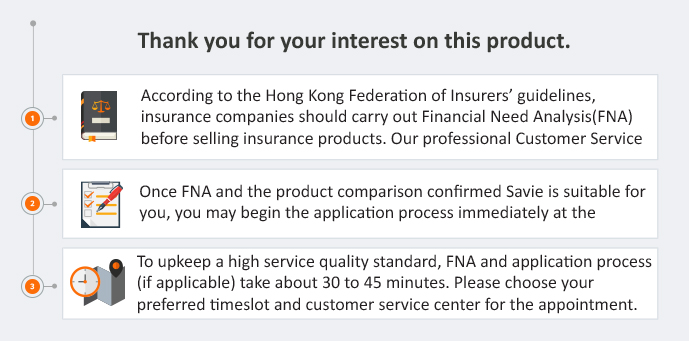 Thank you for your interest on this product.
1
According to the Hong Kong Federation of Insurers’ guidelines,
insurance companies should carry out Financial Need Analysis(FNA)
before selling insurance products. Our professional Customer Service
2
Once FNA and the product comparison confirmed Savie is suitable for
you, you may begin the application process immediately at the
3
To upkeep a high service quality standard, FNA and application process
(if applicable) take about 30 to 45 minutes. Please choose your
preferred timeslot and customer service center for the appointment.